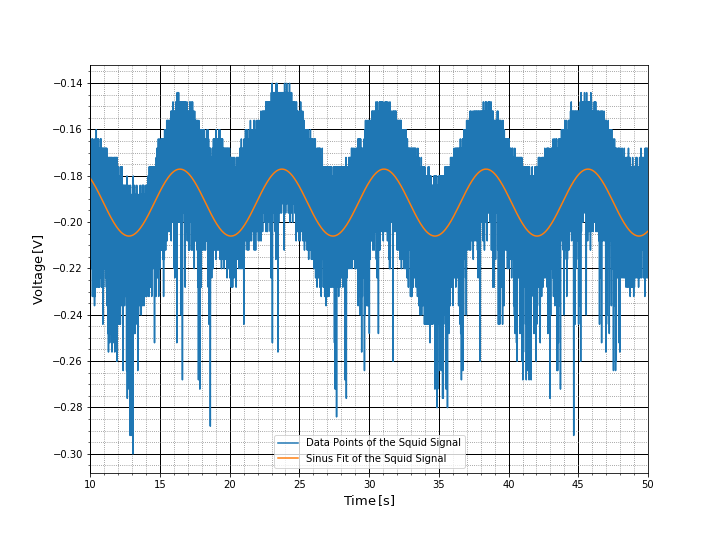 −0.14
−0.16
−0.18
−0.20
−0.22
−0.24
−0.26
−0.28
−0.30
Voltage [V]
Data Points of the Squid Signal
Sinus Fit of the Squid Signal
10 15 20 25 30 35 40 45 50
Time [s]